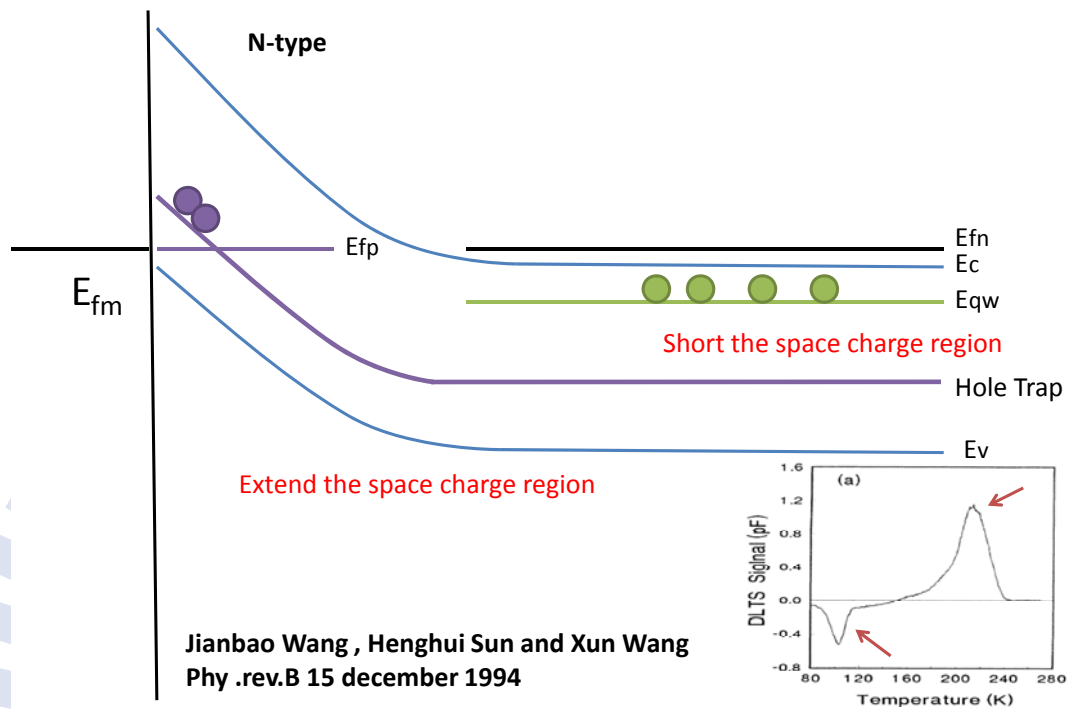 N-type
Efn
Efp
Ec
E_fm
Eqw
Short the space charge region
Hole Trap
Ev
Extend the space charge region
1.6
(a)
1.2
0.8
0.4
0.0
-0.4
-0.8
DLTS Siginal (pF)
80 120 160 200 240 280
Temperature (K)
Jianbao Wang , Henghui Sun and Xun Wang
Phy .rev.B 15 december 1994